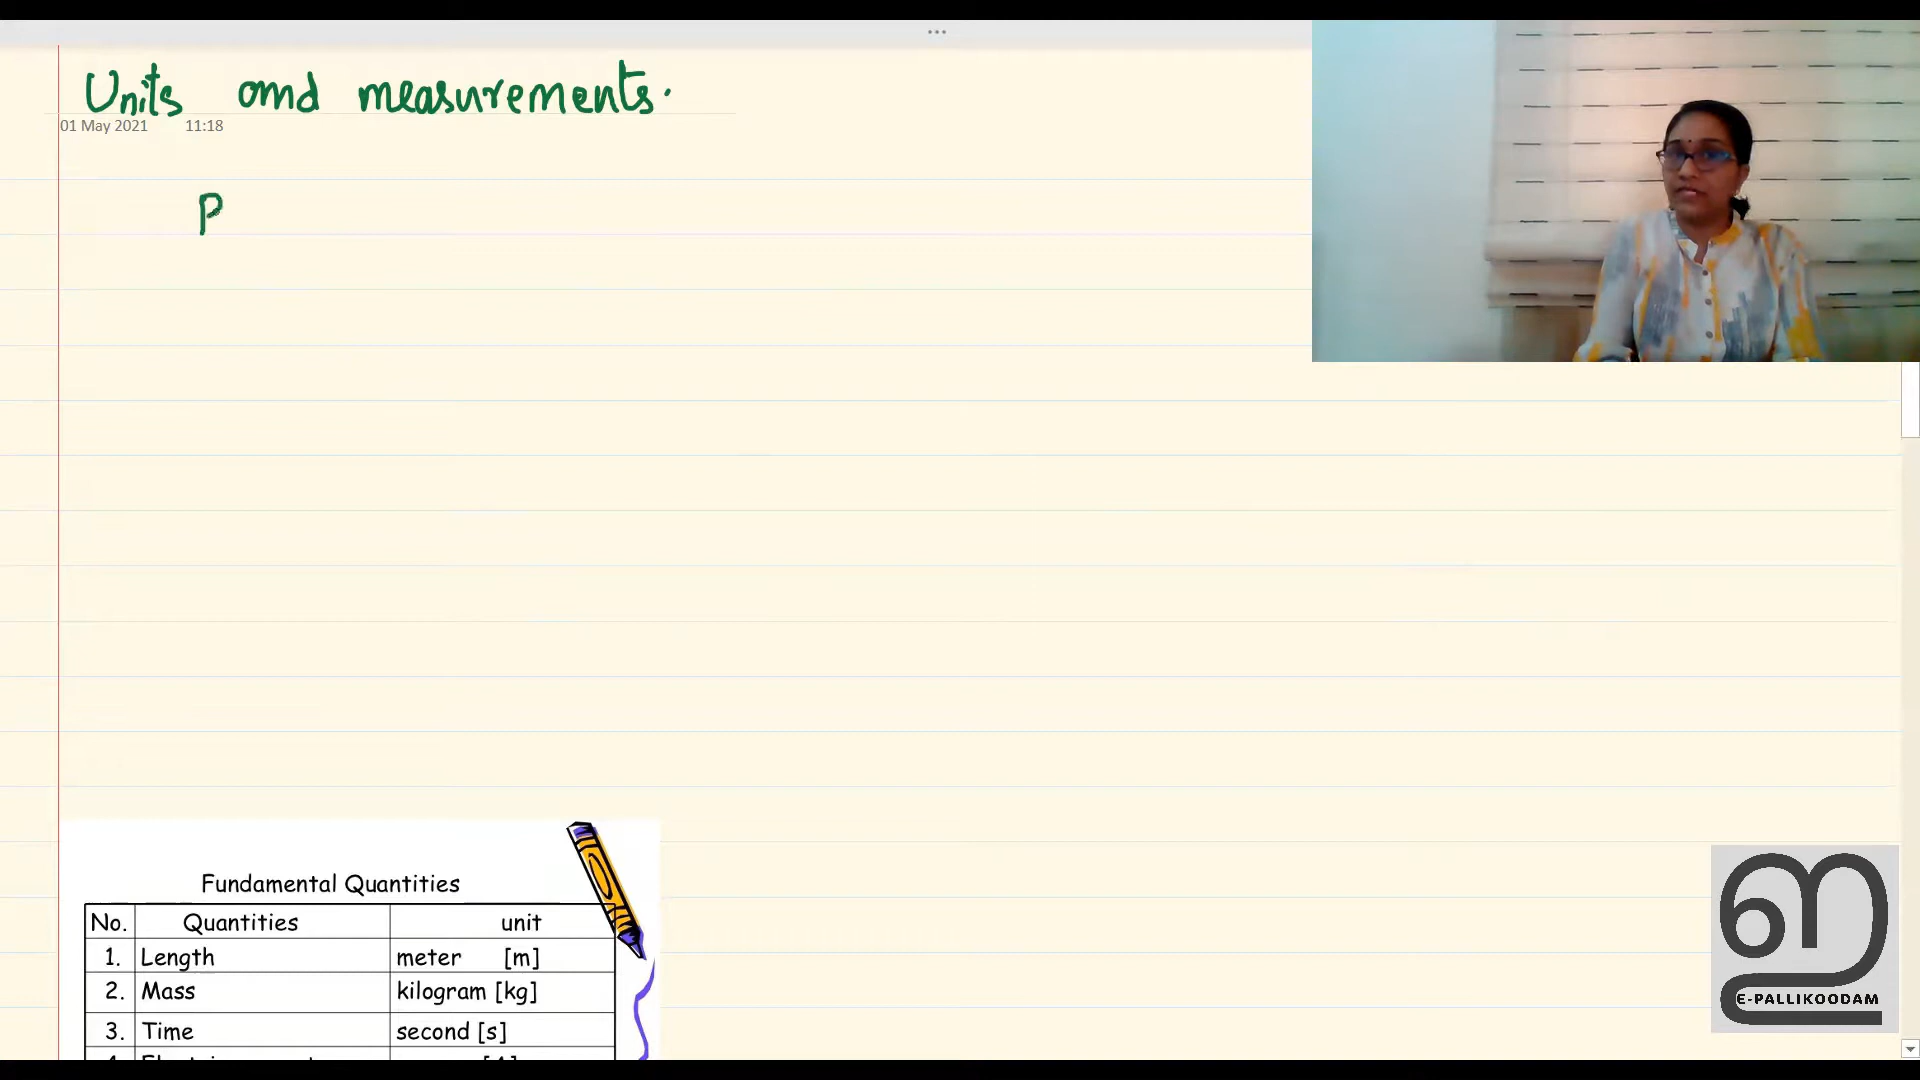 Units and measurements.
01 May 2021 11:18
P
Fundamental Quantities
No. Quantities unit
1. Length meter [m]
2. Mass kilogram [kg]
3. Time second [s]
ഈ
E-PALLIKOODAM